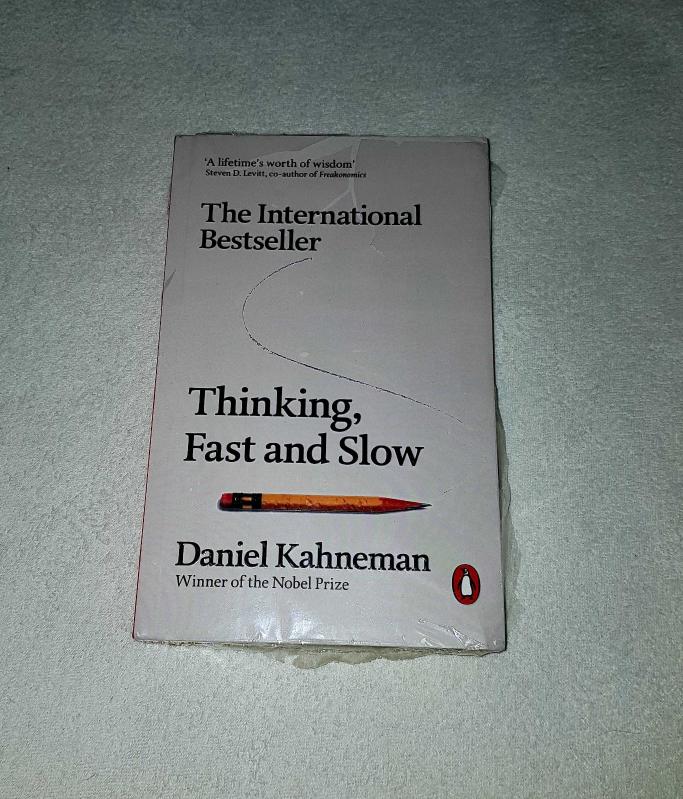 'A lifetime's worth of wisdom'
Steven D. Levitt, co-author of Freakonomics
The International
Bestseller
Thinking,
Fast and Slow
Daniel Kahneman
Winner of the Nobel Prize